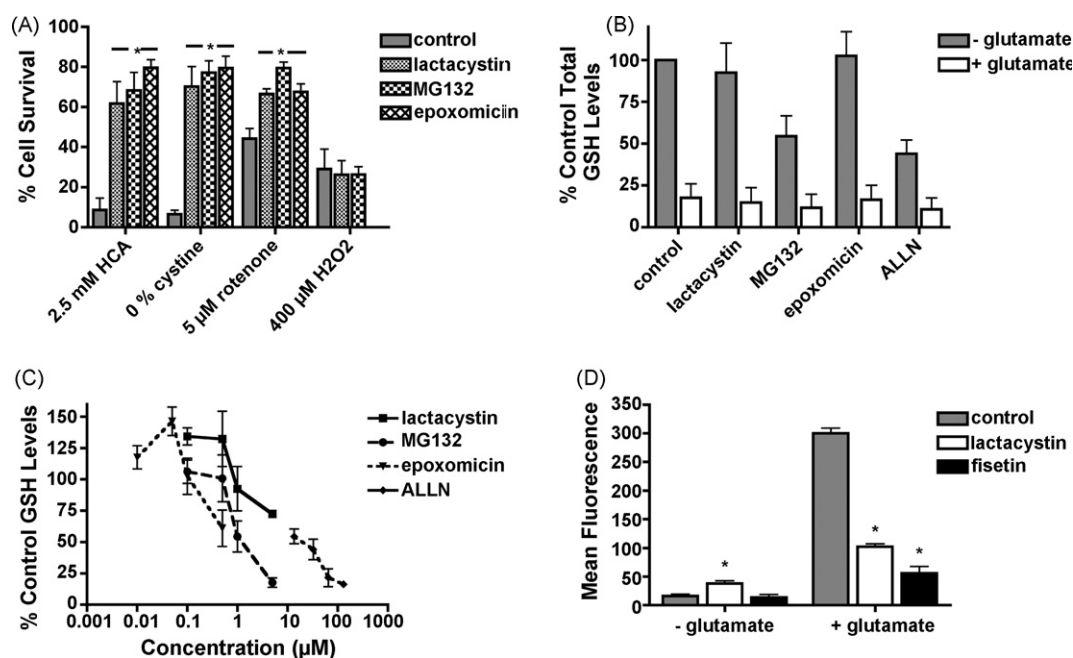 (A)
% Cell Survival
100
80
60
40
20
0
* * *
control
lactacystin
MG132
epoxomiciin
2.5 mM HCA
0 % cystine
5 µM rotenone
400 µM H2O2
(B)
% Control Total
GSH Levels
100
75
50
25
0
- glutamate
+ glutamate
control
lactacystin
MG132
epoxomicin
ALLN
(C)
% Control GSH Levels
150
125
100
75
50
25
0
lactacystin
MG132
epoxomicin
ALLN
0.001 0.01 0.1 1 10 100 1000
Concentration (µM)
(D)
Mean Fluorescence
350
300
250
200
150
100
50
0
control
lactacystin
fisetin
*
* *
- glutamate + glutamate